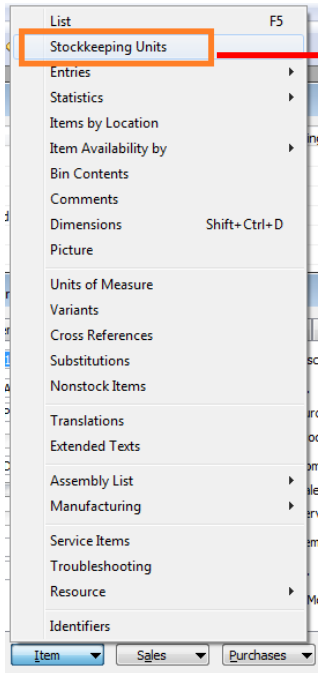 List F5
Stockkeeping Units
Entries
Statistics
Items by Location
Item Availability by
Bin Contents
Comments
Dimensions Shift+Ctrl+D
Picture
Units of Measure
Variants
Cross References
Substitutions
Nonstock Items
Translations
Extended Texts
Assembly List
Manufacturing
Service Items
Troubleshooting
Resource
Identifiers
Item Sales Purchases